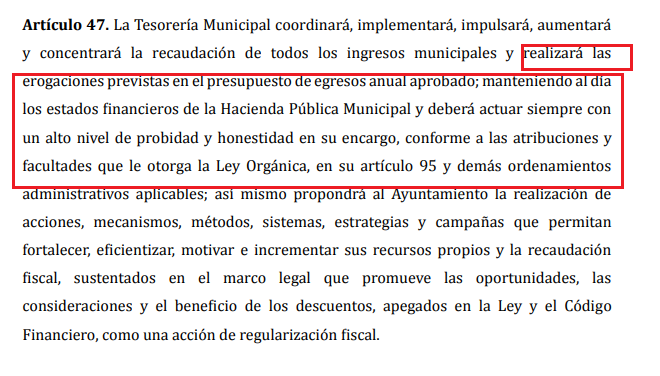 Artículo 47. La Tesorería Municipal coordinará, implementará, impulsará, aumentará
y concentrará la recaudación de todos los ingresos municipales y realizará las
erogaciones previstas en el presupuesto de egresos anual aprobado; manteniendo al día
los estados financieros de la Hacienda Pública Municipal y deberá actuar siempre con
un alto nivel de probidad y honestidad en su encargo, conforme a las atribuciones y
facultades que le otorga la Ley Orgánica, en su artículo 95 y demás ordenamientos
administrativos aplicables; así mismo propondrá al Ayuntamiento la realización de
acciones, mecanismos, métodos, sistemas, estrategias y campañas que permitan
fortalecer, eficientizar, motivar e incrementar sus recursos propios y la recaudación
fiscal, sustentados en el marco legal que promueve las oportunidades, las
consideraciones y el beneficio de los descuentos, apegados en la Ley y el Código
Financiero, como una acción de regularización fiscal.